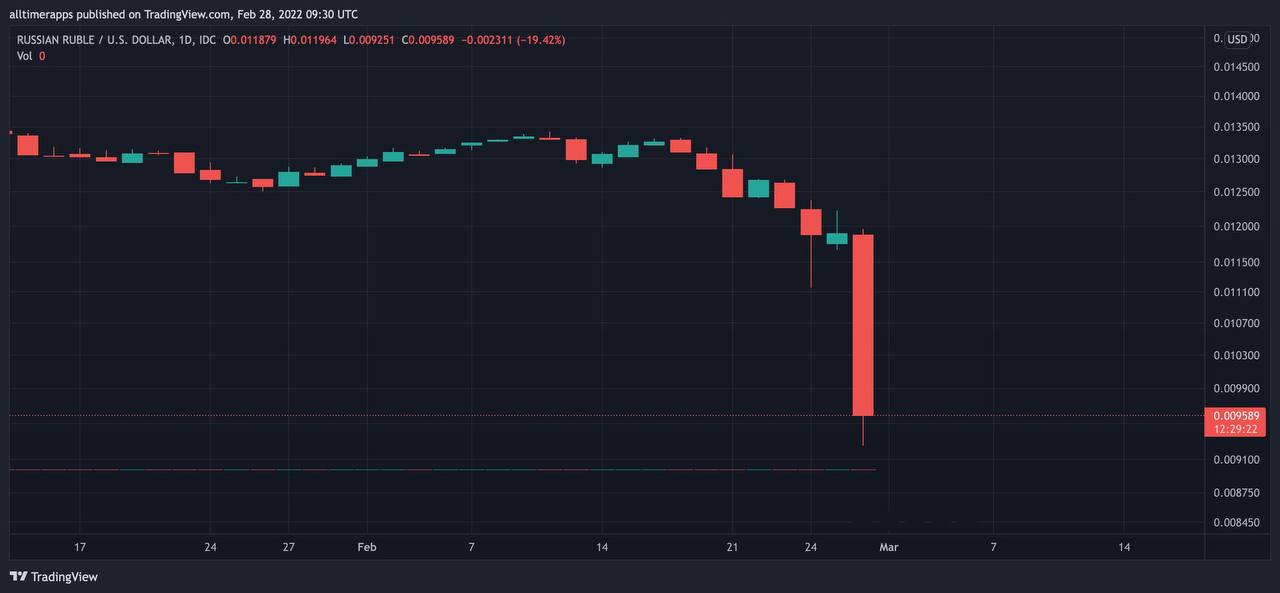 alltimerapps published on TradingView.com, Feb 28, 2022 09:30 UTC
RUSSIAN RUBLE / U.S. DOLLAR, 1D, IDC O0.011879 H0.011964 L0.009251 C0.009589 −0.002311 (−19.42%)
Vol 0
USD
0.014500
0.014000
0.013500
0.013000
0.012500
0.012000
0.011500
0.011100
0.010700
0.010300
0.009900
0.009589
12:29:22
0.009100
0.008750
0.008450
17 24 27 Feb 7 14 21 24 Mar 7 14
TradingView